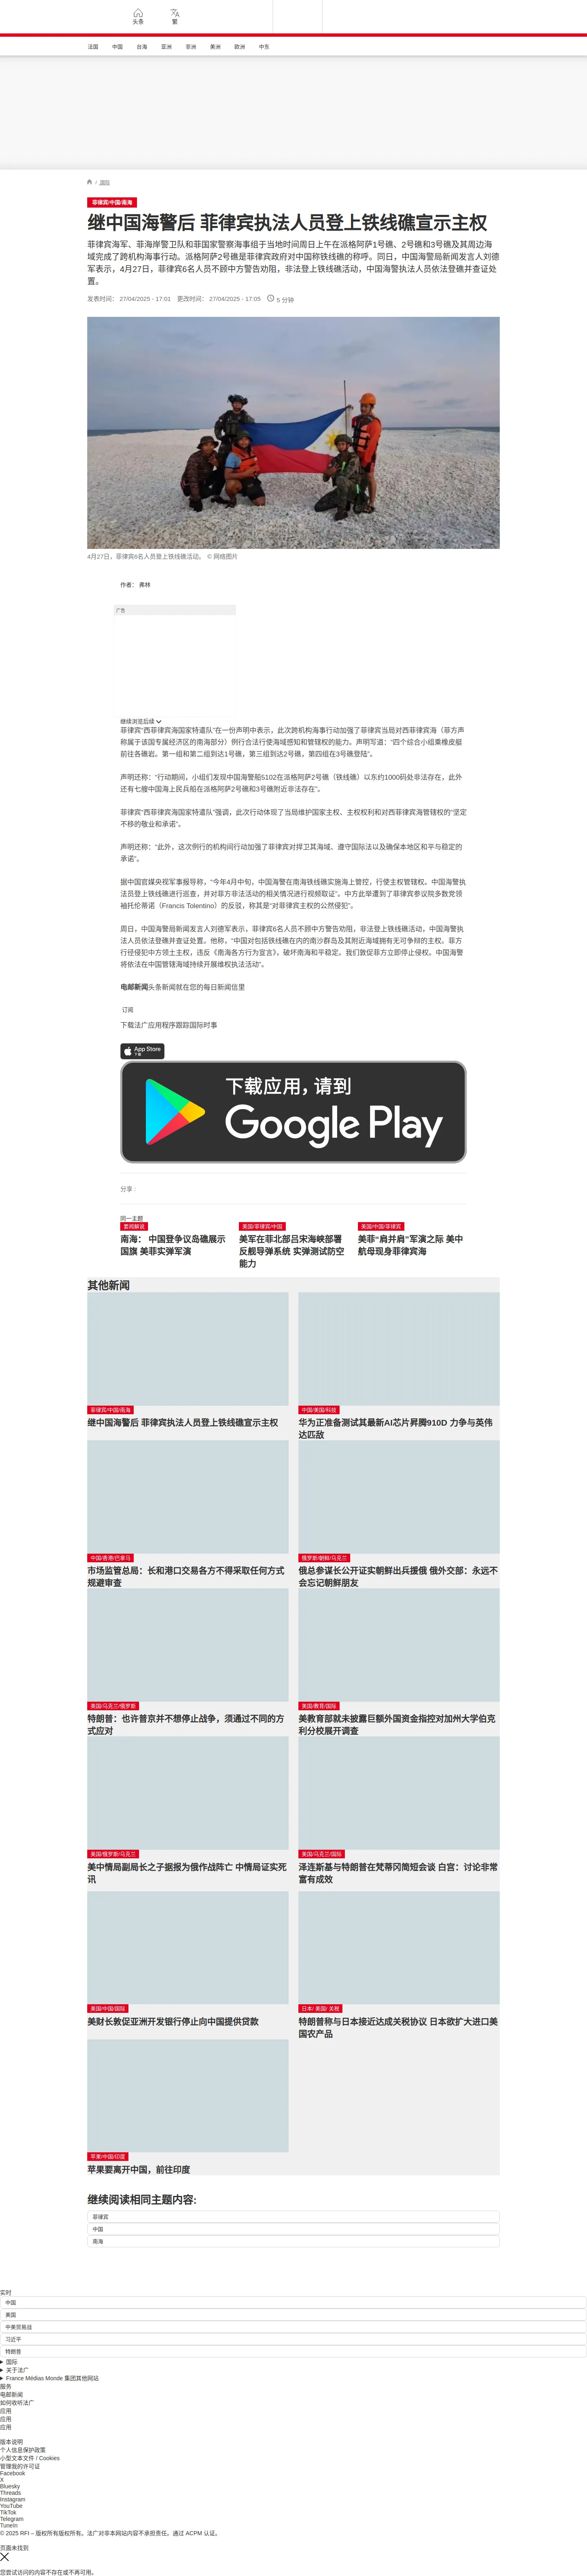 头条
繁
法国 中国 台海 亚洲 非洲 美洲 欧洲 中东
/ 国际
菲律宾/中国/南海
继中国海警后 菲律宾执法人员登上铁线礁宣示主权
菲律宾海军、菲海岸警卫队和菲国家警察海事组于当地时间周日上午在派格阿萨1号礁、2号礁和3号礁及其周边海
域完成了跨机构海事行动。派格阿萨2号礁是菲律宾政府对中国称铁线礁的称呼。同日，中国海警局新闻发言人刘德
军表示，4月27日，菲律宾6名人员不顾中方警告劝阻，非法登上铁线礁活动，中国海警执法人员依法登礁并查证处
置。
发表时间： 27/04/2025 - 17:01 更改时间： 27/04/2025 - 17:05 5 分钟
4月27日，菲律宾6名人员登上铁线礁活动。 © 网络图片
作者： 弗林
广告
继续浏览后续
菲律宾“西菲律宾海国家特遣队”在一份声明中表示，此次跨机构海事行动加强了菲律宾当局对西菲律宾海（菲方声
称属于该国专属经济区的南海部分）例行合法行使海域感知和管辖权的能力。声明写道：“四个综合小组乘橡皮艇
前往各礁岩。第一组和第二组到达1号礁，第三组到达2号礁，第四组在3号礁登陆”。
声明还称：“行动期间，小组们发现中国海警船5102在派格阿萨2号礁（铁线礁）以东约1000码处非法存在，此外
还有七艘中国海上民兵船在派格阿萨2号礁和3号礁附近非法存在”。
菲律宾“西菲律宾海国家特遣队”强调，此次行动体现了当局维护国家主权、主权权利和对西菲律宾海管辖权的“坚定
不移的敬业和承诺”。
声明还称：“此外，这次例行的机构间行动加强了菲律宾对捍卫其海域、遵守国际法以及确保本地区和平与稳定的
承诺”。
据中国官媒央视军事报导称，“今年4月中旬，中国海警在南海铁线礁实施海上管控，行使主权管辖权。中国海警执
法员登上铁线礁进行巡查，并对菲方非法活动的相关情况进行视频取证”。中方此举遭到了菲律宾参议院多数党领
袖托伦蒂诺（Francis Tolentino）的反驳，称其是“对菲律宾主权的公然侵犯”。
周日，中国海警局新闻发言人刘德军表示，菲律宾6名人员不顾中方警告劝阻，非法登上铁线礁活动，中国海警执
法人员依法登礁并查证处置。他称，“中国对包括铁线礁在内的南沙群岛及其附近海域拥有无可争辩的主权。菲方
行径侵犯中方领土主权，违反《南海各方行为宣言》，破坏南海和平稳定。我们敦促菲方立即停止侵权。中国海警
将依法在中国管辖海域持续开展维权执法活动”。
电邮新闻头条新闻就在您的每日新闻信里
订阅
下载法广应用程序跟踪国际时事
App Store
下载
下载应用，请到
Google Play
分享 :
同一主题
要闻解说
南海： 中国登争议岛礁展示
国旗 美菲实弹军演
美国/菲律宾/中国
美军在菲北部吕宋海峡部署
反舰导弹系统 实弹测试防空
能力
美国/中国/菲律宾
美菲“肩并肩”军演之际 美中
航母现身菲律宾海
其他新闻
菲律宾/中国/南海
继中国海警后 菲律宾执法人员登上铁线礁宣示主权
中国/美国/科技
华为正准备测试其最新AI芯片昇腾910D 力争与英伟
达匹敌
中国/香港/巴拿马
市场监管总局：长和港口交易各方不得采取任何方式
规避审查
俄罗斯/朝鲜/乌克兰
俄总参谋长公开证实朝鲜出兵援俄 俄外交部：永远不
会忘记朝鲜朋友
美国/乌克兰/俄罗斯
特朗普：也许普京并不想停止战争，须通过不同的方
式应对
美国/教育/国际
美教育部就未披露巨额外国资金指控对加州大学伯克
利分校展开调查
美国/俄罗斯/乌克兰
美中情局副局长之子据报为俄作战阵亡 中情局证实死
讯
美国/乌克兰/国际
泽连斯基与特朗普在梵蒂冈简短会谈 白宫：讨论非常
富有成效
美国/中国/国际
美财长敦促亚洲开发银行停止向中国提供贷款
日本/ 美国/ 关税
特朗普称与日本接近达成关税协议 日本欲扩大进口美
国农产品
苹果/中国/印度
苹果要离开中国，前往印度
继续阅读相同主题内容:
菲律宾
中国
南海
实时
中国
美国
中美贸易战
习近平
特朗普
国际
关于法广
France Médias Monde 集团其他网站
服务
电邮新闻
如何收听法广
应用
应用
应用
版本说明
个人信息保护政策
小型文本文件 / Cookies
管理我的许可证
Facebook
X
Bluesky
Threads
Instagram
YouTube
TikTok
Telegram
TuneIn
© 2025 RFI – 版权所有版权所有。法广对非本网站内容不承担责任。通过 ACPM 认证。
页面未找到
您尝试访问的内容不存在或不再可用。